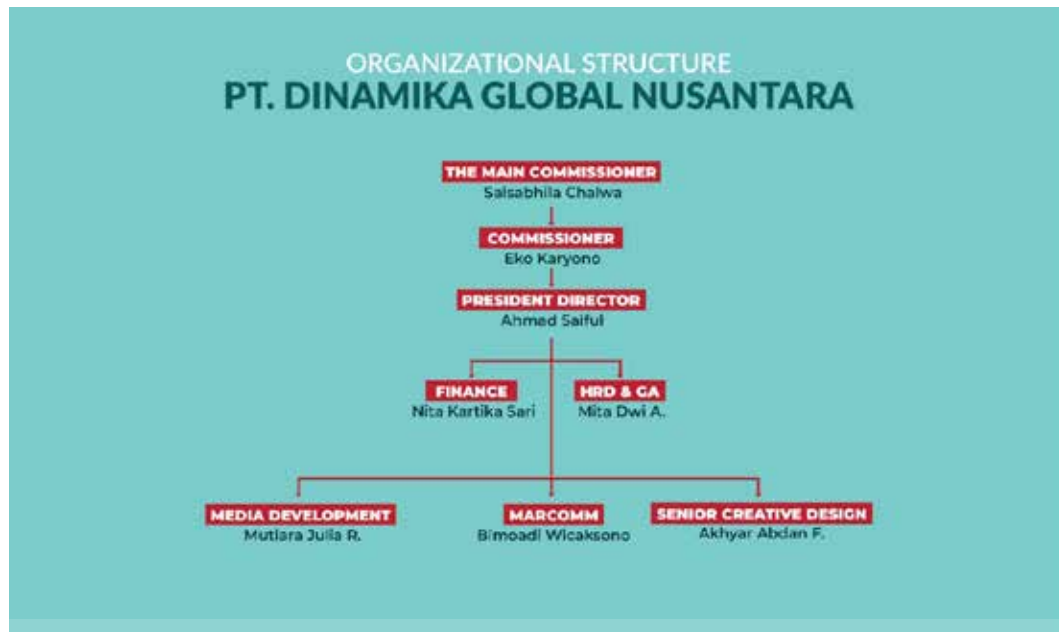 ORGANIZATIONAL STRUCTURE
PT. DINAMIKA GLOBAL NUSANTARA
THE MAIN COMMISSIONER
Salsabhila Chalwa
COMMISSIONER
Eko Karyono
PRESIDENT DIRECTOR
Ahmad Saiful
FINANCE
Nita Kartika Sari
HRD & GA
Mita Dwi A.
MEDIA DEVELOPMENT
Mutiara Julia R.
MARCOMM
Bimoadi Wicaksono
SENIOR CREATIVE DESIGN
Akhyar Abdan F.